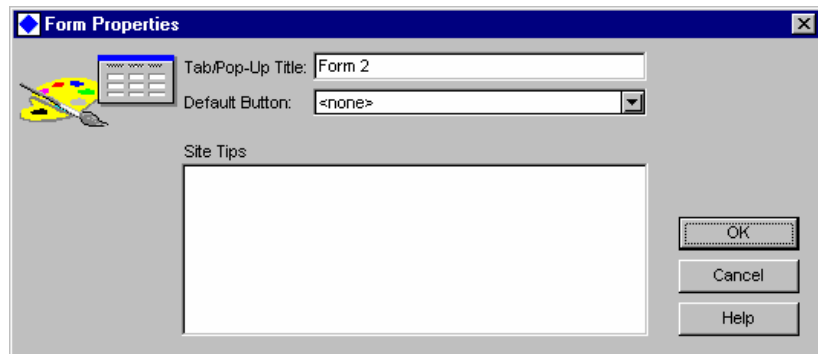 Form Properties
Tab/Pop-Up Title: Form 2
Default Button: <none>
Site Tips
OK
Cancel
Help